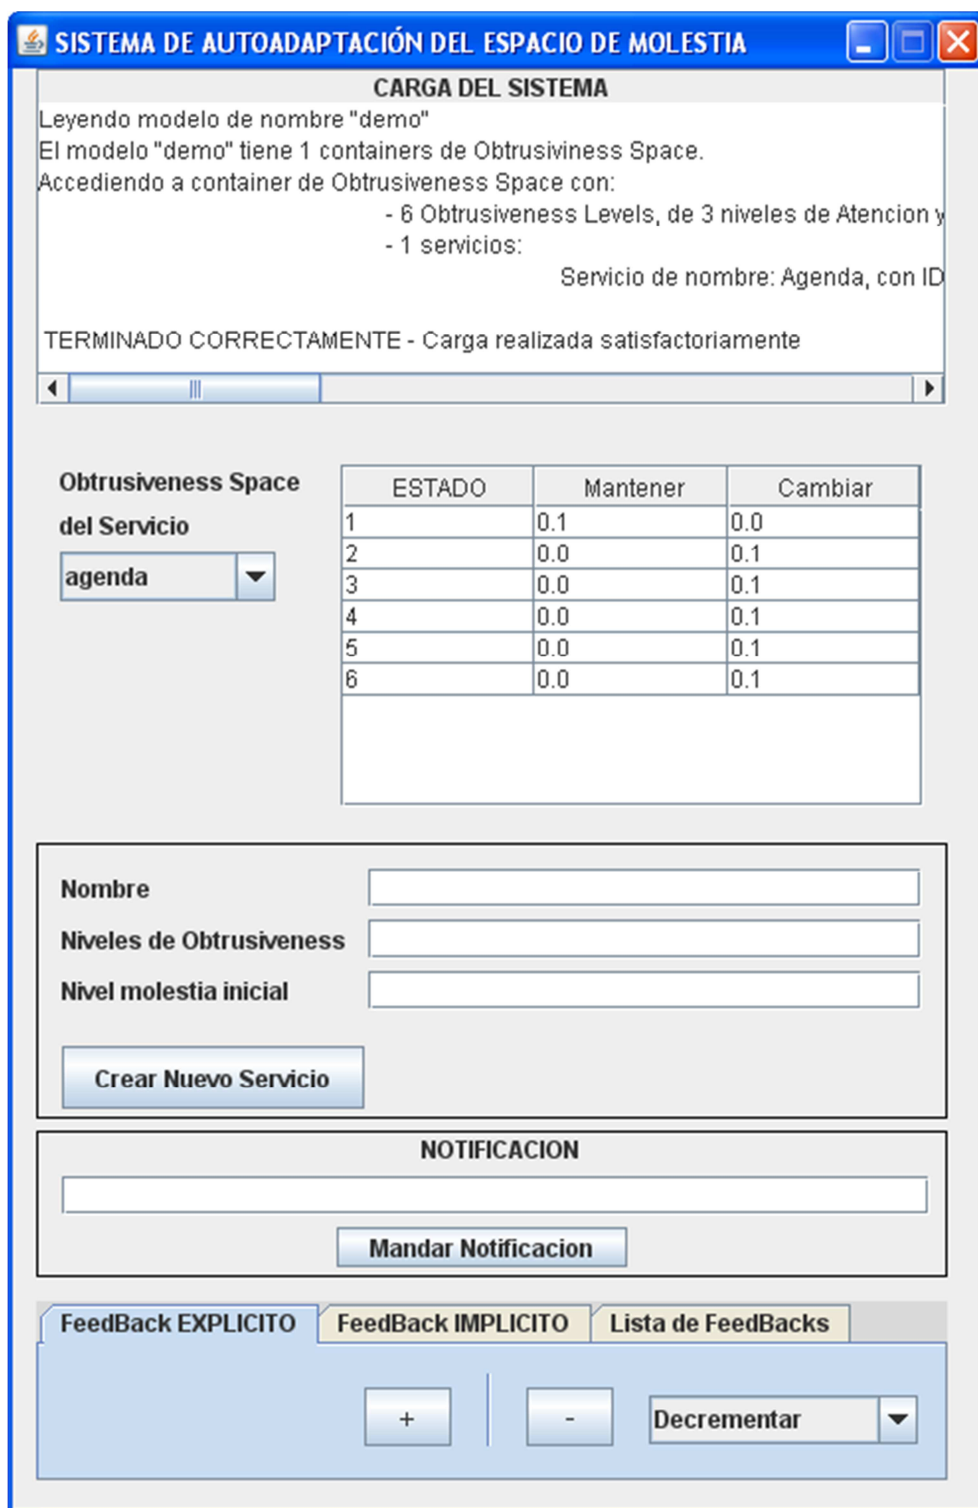 SISTEMA DE AUTOADAPTACIÓN DEL ESPACIO DE MOLESTIA
CARGA DEL SISTEMA
Leyendo modelo de nombre "demo"
El modelo "demo" tiene 1 containers de Obtrusiviness Space.
Accediendo a container de Obtrusiveness Space con:
- 6 Obtrusiveness Levels, de 3 niveles de Atencion y
- 1 servicios:
Servicio de nombre: Agenda, con ID
TERMINADO CORRECTAMENTE - Carga realizada satisfactoriamente
Obtrusiveness Space
del Servicio
agenda
ESTADO Mantener Cambiar
1 0.1 0.0
2 0.0 0.1
3 0.0 0.1
4 0.0 0.1
5 0.0 0.1
6 0.0 0.1
Nombre
Niveles de Obtrusiveness
Nivel molestia inicial
Crear Nuevo Servicio
NOTIFICACION
Mandar Notificacion
FeedBack EXPLICITO FeedBack IMPLICITO Lista de FeedBacks
+ - Decrementar